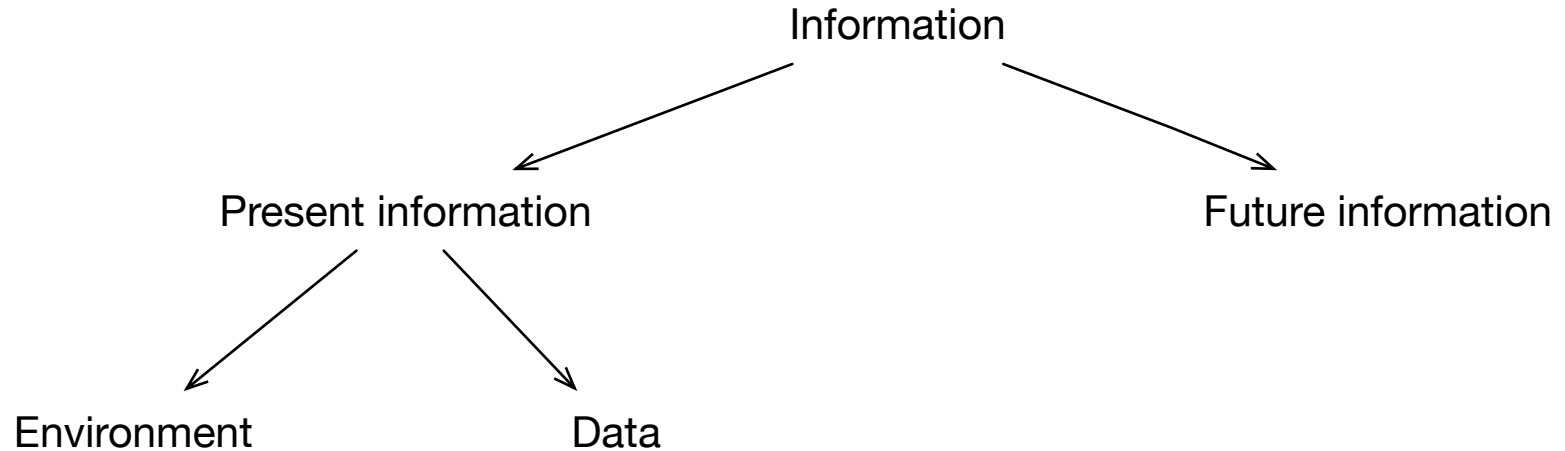 Information
Present information
Future information
Environment
Data